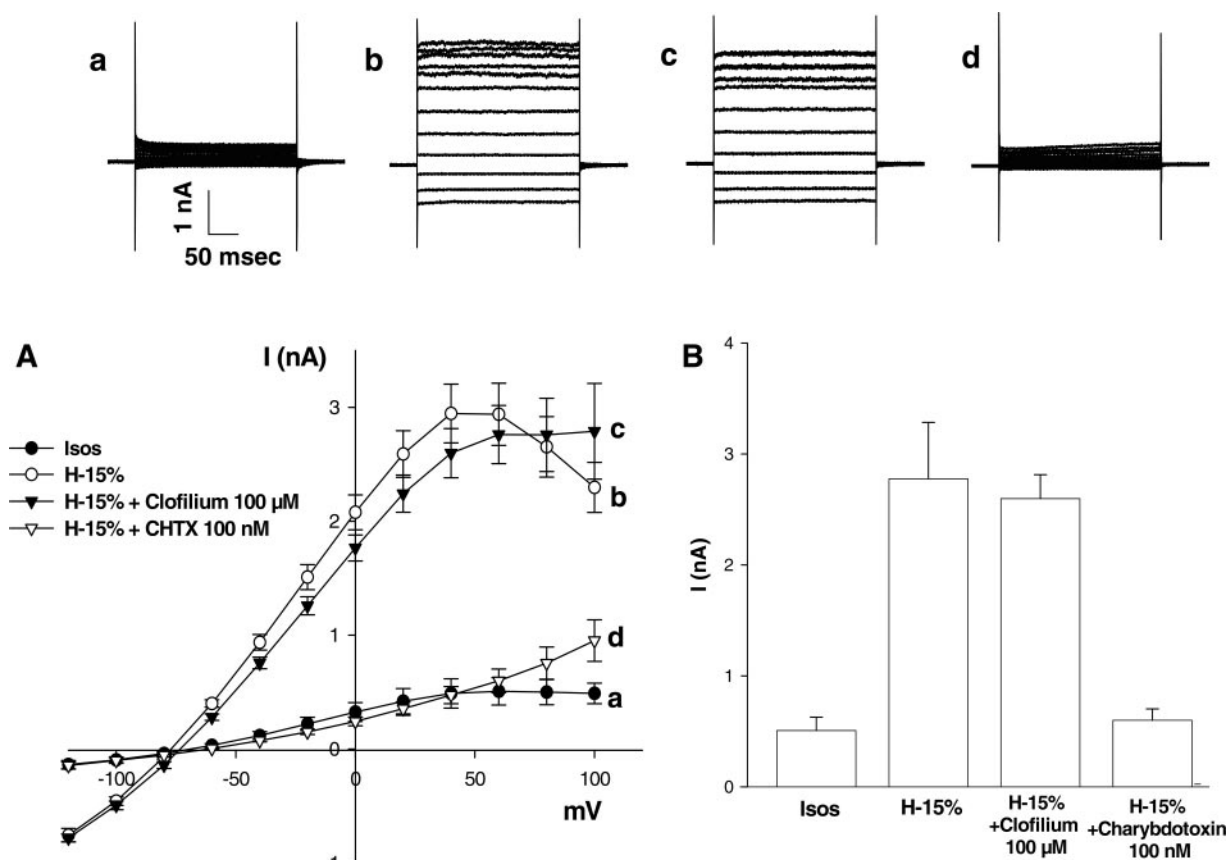 a
b
c
d
1 nA
50 msec
A
I (nA)
Isos
H-15%
H-15% + Clofilium 100 µM
H-15% + CHTX 100 nM
3
2
1
0
1
-100
-50
0
50
100
mV
c
b
d
a
B
I (nA)
4
3
2
1
0
Isos
H-15%
H-15%
+Clofilium
100 µM
H-15%
+Charybdotoxin
100 nM